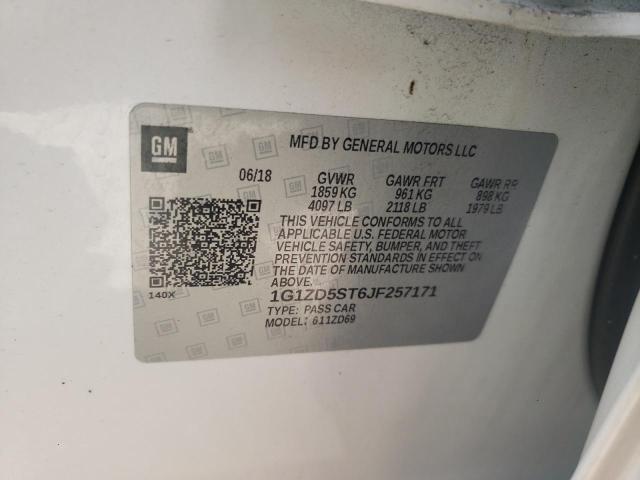 GM
MFD BY GENERAL MOTORS LLC
06/18 GVWR GAWR FRT GAWR RR
1859 KG 961 KG 898 KG
4097 LB 2118 LB 1979 LB
THIS VEHICLE CONFORMS TO ALL
APPLICABLE U.S. FEDERAL MOTOR
VEHICLE SAFETY, BUMPER, AND THEFT
PREVENTION STANDARDS IN EFFECT ON
THE DATE OF MANUFACTURE SHOWN
ABOVE.
140X 1G1ZD5ST6JF257171
TYPE: PASS CAR
MODEL: 611ZD69